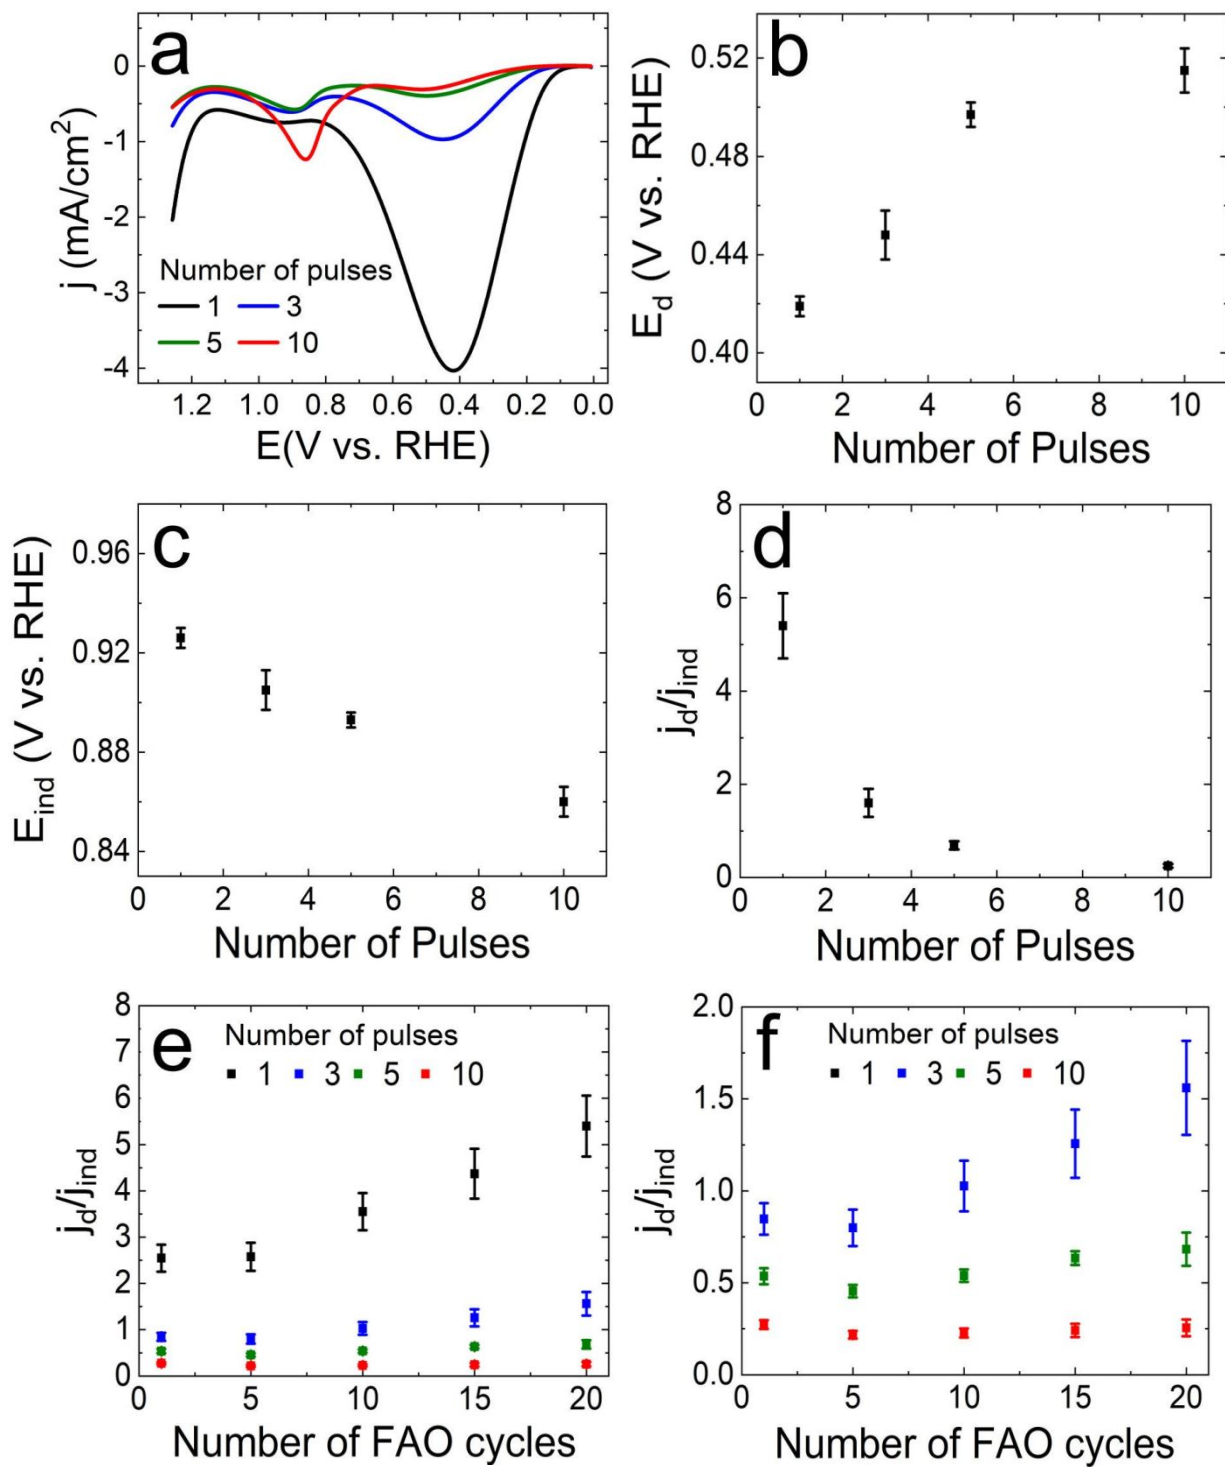 a
0
-1
-2
-3
-4
j (mA/cm²)
Number of pulses
1 3
5 10
1.2 1.0 0.8 0.6 0.4 0.2 0.0
E(V vs. RHE)
b
0.52
0.48
0.44
0.40
E_d (V vs. RHE)
0 2 4 6 8 10
Number of Pulses
c
0.96
0.92
0.88
0.84
E_ind (V vs. RHE)
0 2 4 6 8 10
Number of Pulses
d
8
6
4
2
0
j_d/j_ind
0 2 4 6 8 10
Number of Pulses
e
8
7
6
5
4
3
2
1
0
j_d/j_ind
Number of pulses
1 3 5 10
0 5 10 15 20
Number of FAO cycles
f
2.0
1.5
1.0
0.5
0.0
j_d/j_ind
Number of pulses
1 3 5 10
0 5 10 15 20
Number of FAO cycles